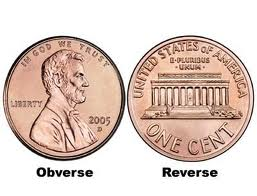 IN GOD WE TRUST
LIBERTY
2005
D
UNITED STATES OF AMERICA
E·PLURIBUS
UNUM
ONE CENT
Obverse
Reverse